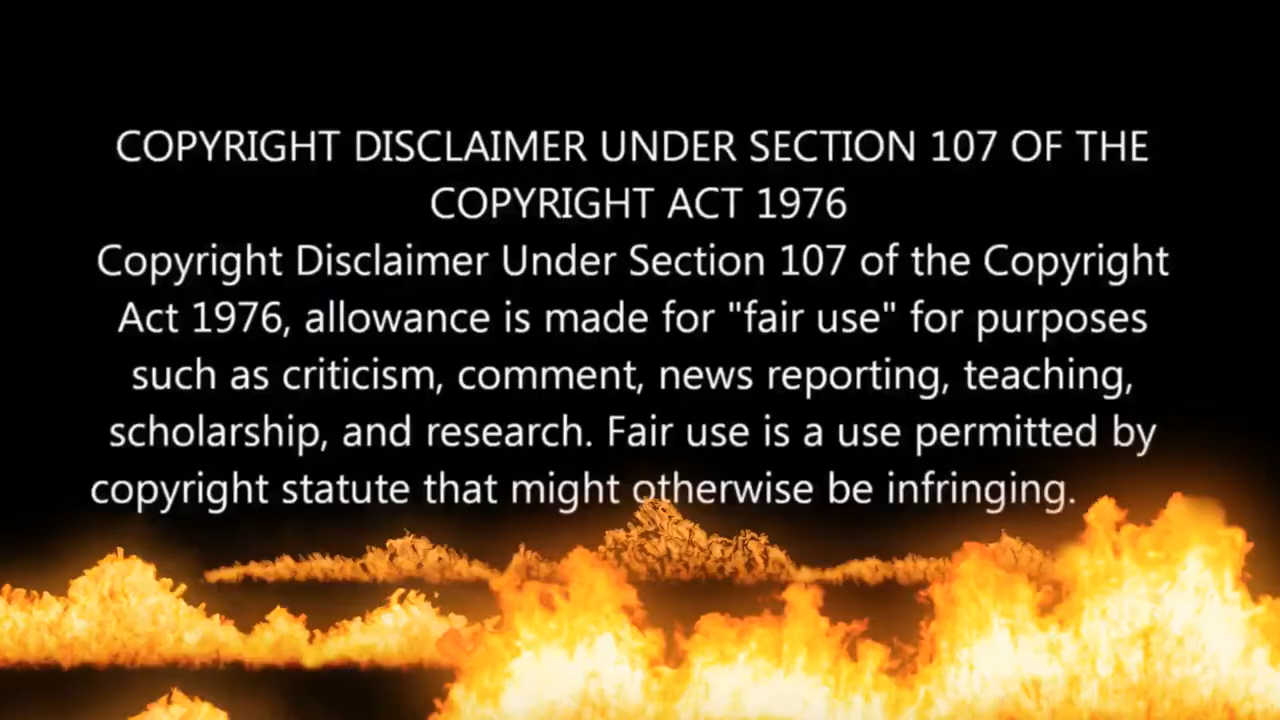 COPYRIGHT DISCLAIMER UNDER SECTION 107 OF THE
COPYRIGHT ACT 1976
Copyright Disclaimer Under Section 107 of the Copyright
Act 1976, allowance is made for "fair use" for purposes
such as criticism, comment, news reporting, teaching,
scholarship, and research. Fair use is a use permitted by
copyright statute that might otherwise be infringing.